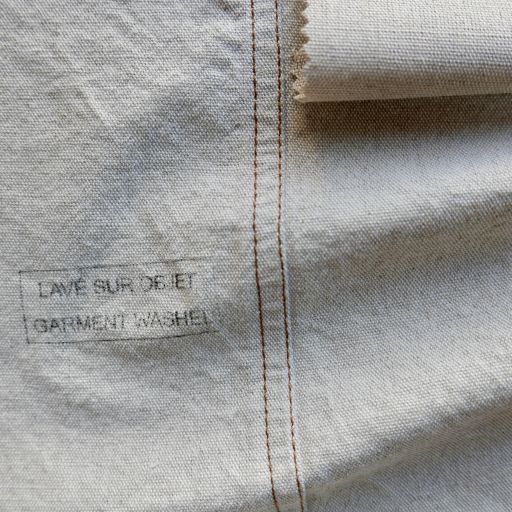 LAVÉ SUR OBJET
GARMENT WASHED